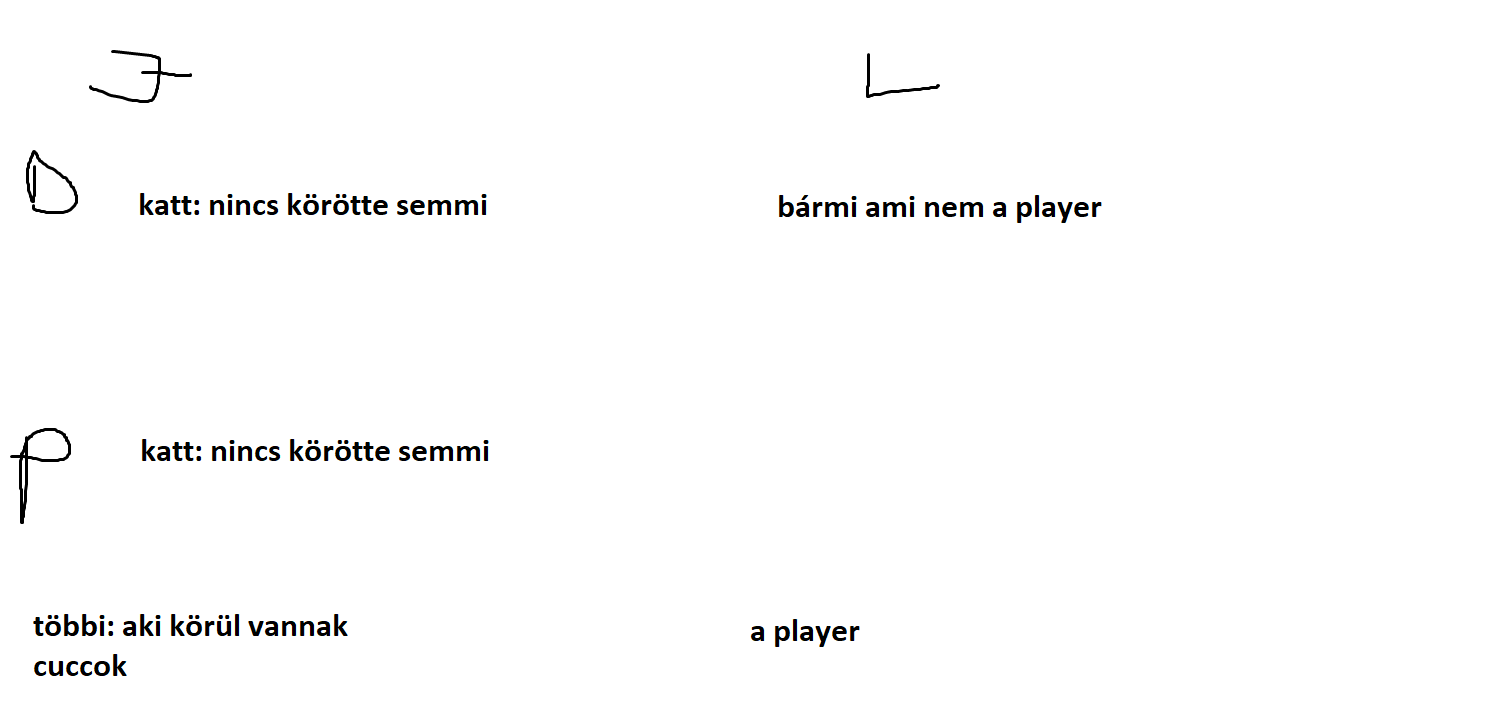 J L
D
katt: nincs körötte semmi bármi ami nem a player
P
katt: nincs körötte semmi
többi: aki körül vannak a player
cuccok